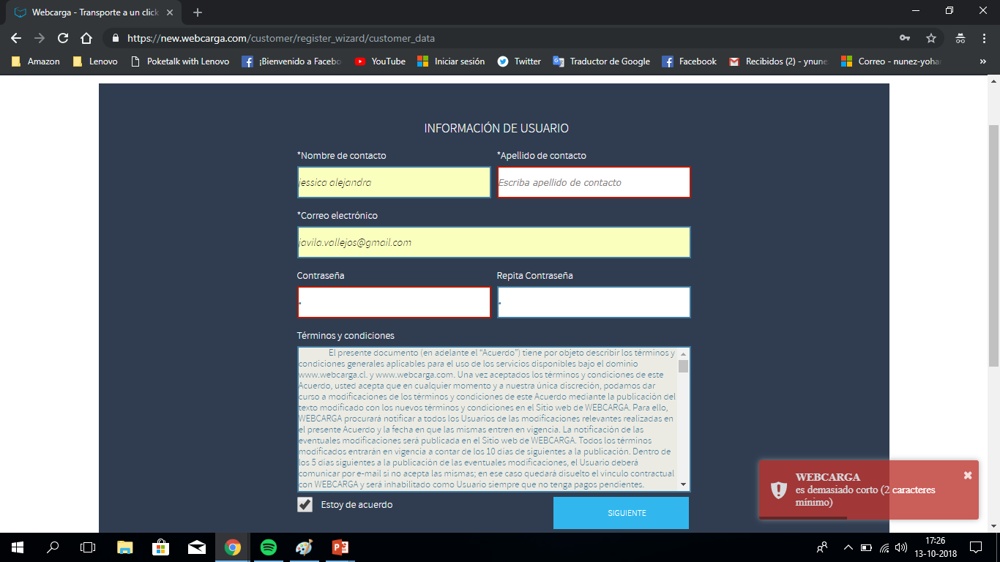 Webcarga - Transporte a un click
https://new.webcarga.com/customer/register_wizard/customer_data
Amazon Lenovo Poketalk with Lenovo ¡Bienvenido a Facebo YouTube Iniciar sesión Twitter Traductor de Google Facebook Recibidos (2) - ynune Correo - nunez-yoha »
INFORMACIÓN DE USUARIO
*Nombre de contacto *Apellido de contacto
jessica alejandra Escriba apellido de contacto
*Correo electrónico
javila.vallejos@gmail.com
Contraseña Repita Contraseña
Términos y condiciones
El presente documento (en adelante el “Acuerdo”) tiene por objeto describir los términos y
condiciones generales aplicables para el uso de los servicios disponibles bajo el dominio
www.webcarga.cl. y www.webcarga.com. Una vez aceptados los términos y condiciones de este
Acuerdo, usted acepta que en cualquier momento y a nuestra única discreción, podamos dar
curso a modificaciones de los términos y condiciones de este Acuerdo mediante la publicación del
texto modificado con los nuevos términos y condiciones en el Sitio web de WEBCARGA. Para ello,
WEBCARGA procurará notificar a todos los Usuarios de las modificaciones relevantes realizadas en
el presente Acuerdo y la fecha en que las mismas entren en vigencia. La notificación de las
eventuales modificaciones será publicada en el Sitio web de WEBCARGA. Todos los términos
modificados entrarán en vigencia a contar de los 10 días de siguientes a la publicación. Dentro de
los 5 días siguientes a la publicación de las eventuales modificaciones, el Usuario deberá
comunicar por e-mail si no acepta las mismas; en ese caso quedará disuelto el vínculo contractual
con WEBCARGA y será inhabilitado como Usuario siempre que no tenga pagos pendientes.
Estoy de acuerdo SIGUIENTE
WEBCARGA
es demasiado corto (2 caracteres
mínimo)
17:26
13-10-2018